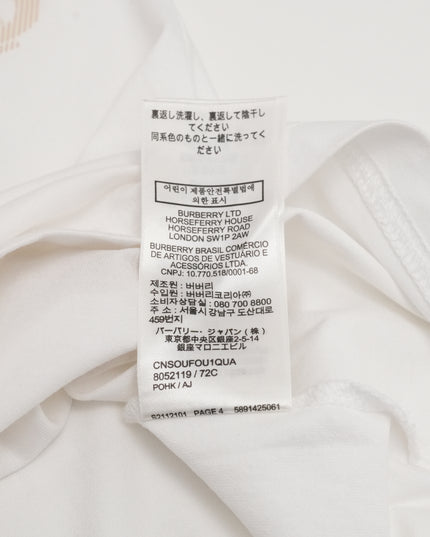 裏返し洗濯し、裏返して陰干し
てください
同系色のものと一緒に洗ってく
ださい
어린이 제품안전특별법에
의한 표시
BURBERRY LTD
HORSEFERRY HOUSE
HORSEFERRY ROAD
LONDON SW1P 2AW
BURBERRY BRASIL COMÉRCIO
DE ARTIGOS DE VESTUÁRIO E
ACESSÓRIOS LTDA.
CNPJ: 10.770.518/0001-68
제조원 : 버버리
수입원 : 버버리코리아㈜
소비자상담실 : 080 700 8800
주 소 : 서울시 강남구 도산대로
459번지
バーバリー・ジャパン (株)
東京都中央区銀座2-5-14
銀座マロニエビル
CNSOUFOU1QUA
8052119 / 72C
POHK / AJ
S2112101 PAGE 4 5891425061